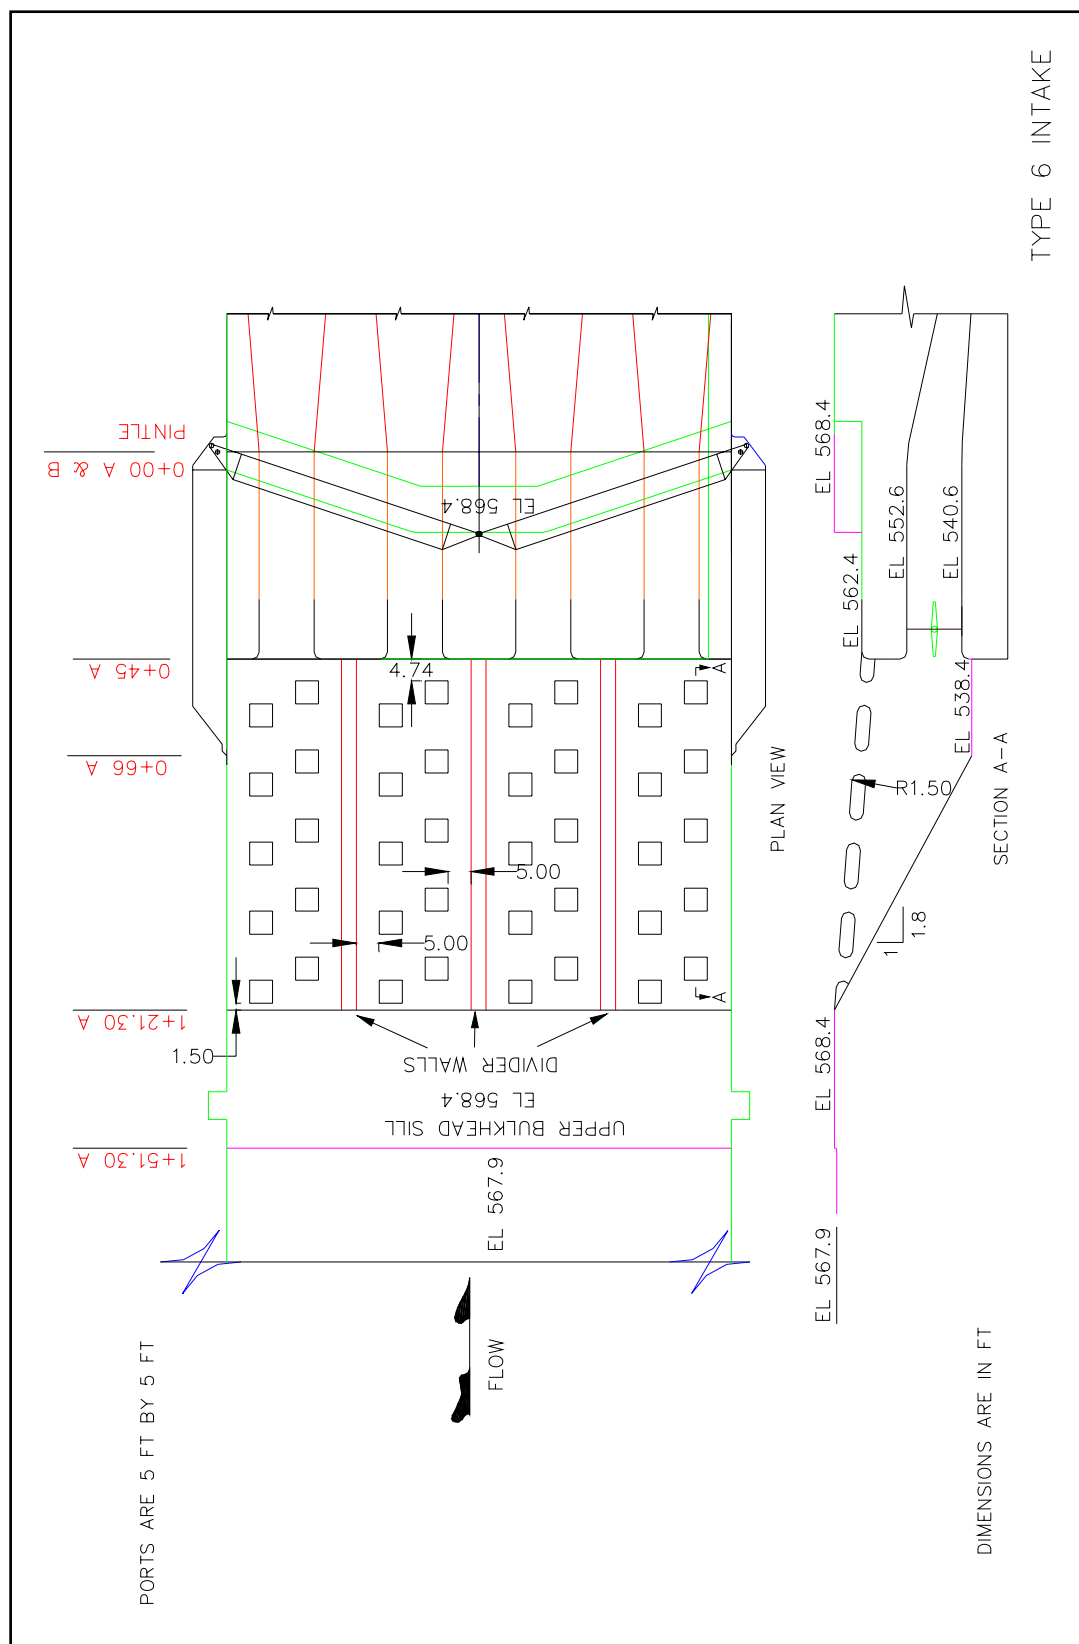 TYPE 6 INTAKE
PINTLE
0+00 A & B
0+45 A
0+66 A
1+21.30 A
1+51.30 A
EL 568.4
4.74
A
5.00
5.00
A
1.50
DIVIDER WALLS
EL 568.4
UPPER BULKHEAD SILL
EL 567.9
FLOW
PLAN VIEW
EL 568.4
EL 562.4
EL 552.6
EL 540.6
EL 538.4
R1.50
1
1.8
EL 568.4
EL 567.9
SECTION A-A
PORTS ARE 5 FT BY 5 FT
DIMENSIONS ARE IN FT